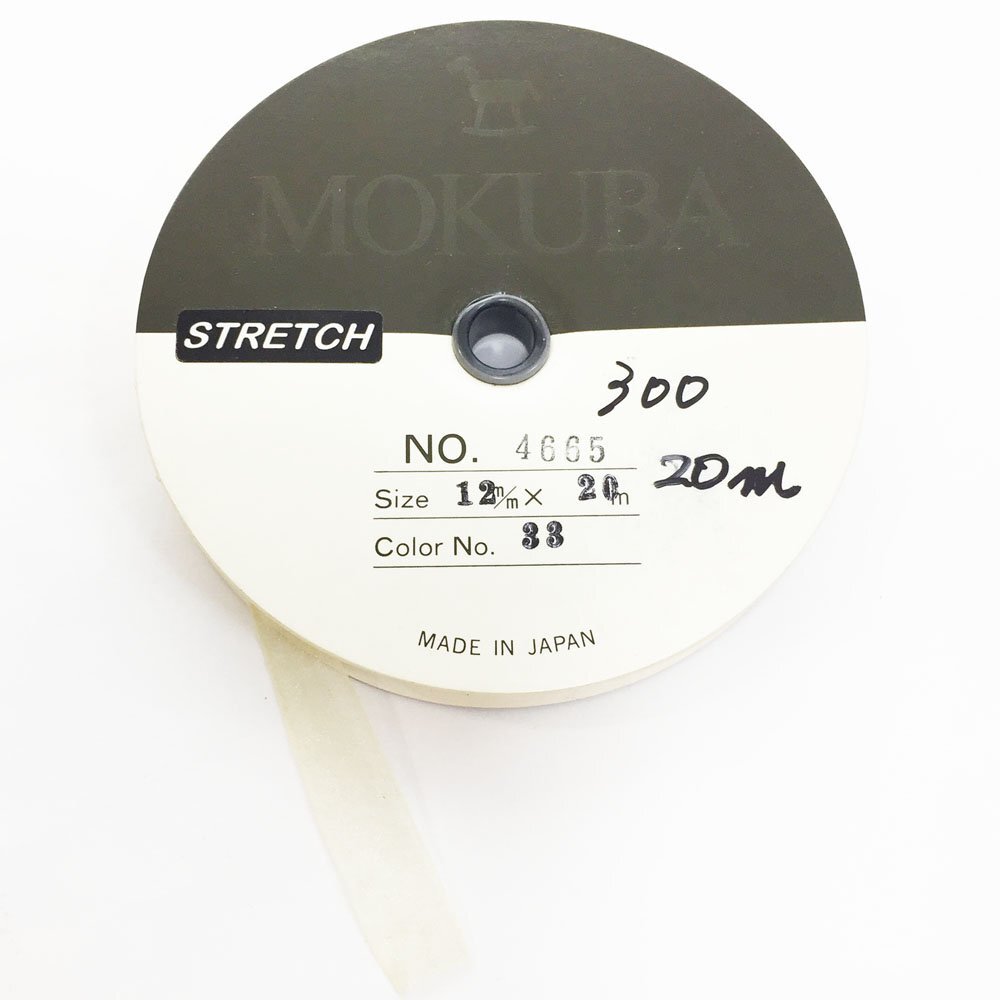 MOKUBA
STRETCH
300
NO. 4665
20m
Size 12m/m × 20m
Color No. 33
MADE IN JAPAN